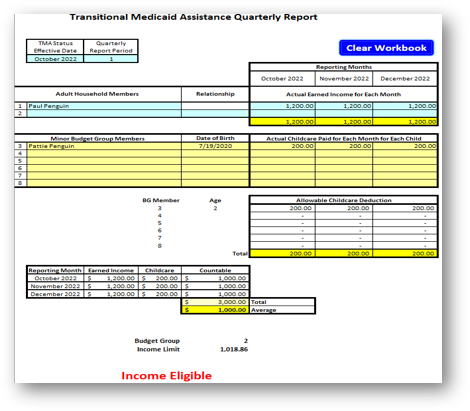 Transitional Medicaid Assistance Quarterly Report
TMA Status Effective Date Quarterly Report Period
October 2022 1
Clear Workbook
Reporting Months
October 2022 November 2022 December 2022
Adult Household Members Relationship Actual Earned Income for Each Month
1 Paul Penguin 1,200.00 1,200.00 1,200.00
2
1,200.00 1,200.00 1,200.00
Minor Budget Group Members Date of Birth Actual Childcare Paid for Each Month for Each Child
3 Pattie Penguin 7/19/2020 200.00 200.00 200.00
4
5
6
7
8
BG Member Age Allowable Childcare Deduction
3 2 200.00 200.00 200.00
4 - - -
5 - - -
6 - - -
7 - - -
8 - - -
Total 200.00 200.00 200.00
Reporting Month Earned Income Childcare Countable
October 2022 $ 1,200.00 $ 200.00 $ 1,000.00
November 2022 $ 1,200.00 $ 200.00 $ 1,000.00
December 2022 $ 1,200.00 $ 200.00 $ 1,000.00
$ 3,000.00 Total
$ 1,000.00 Average
Budget Group 2
Income Limit 1,018.86
Income Eligible